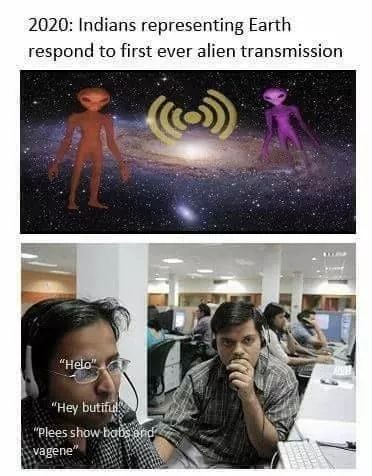 2020: Indians representing Earth
respond to first ever alien transmission
"Helo"
"Hey butiful"
"Plees show bobs and
vagene"